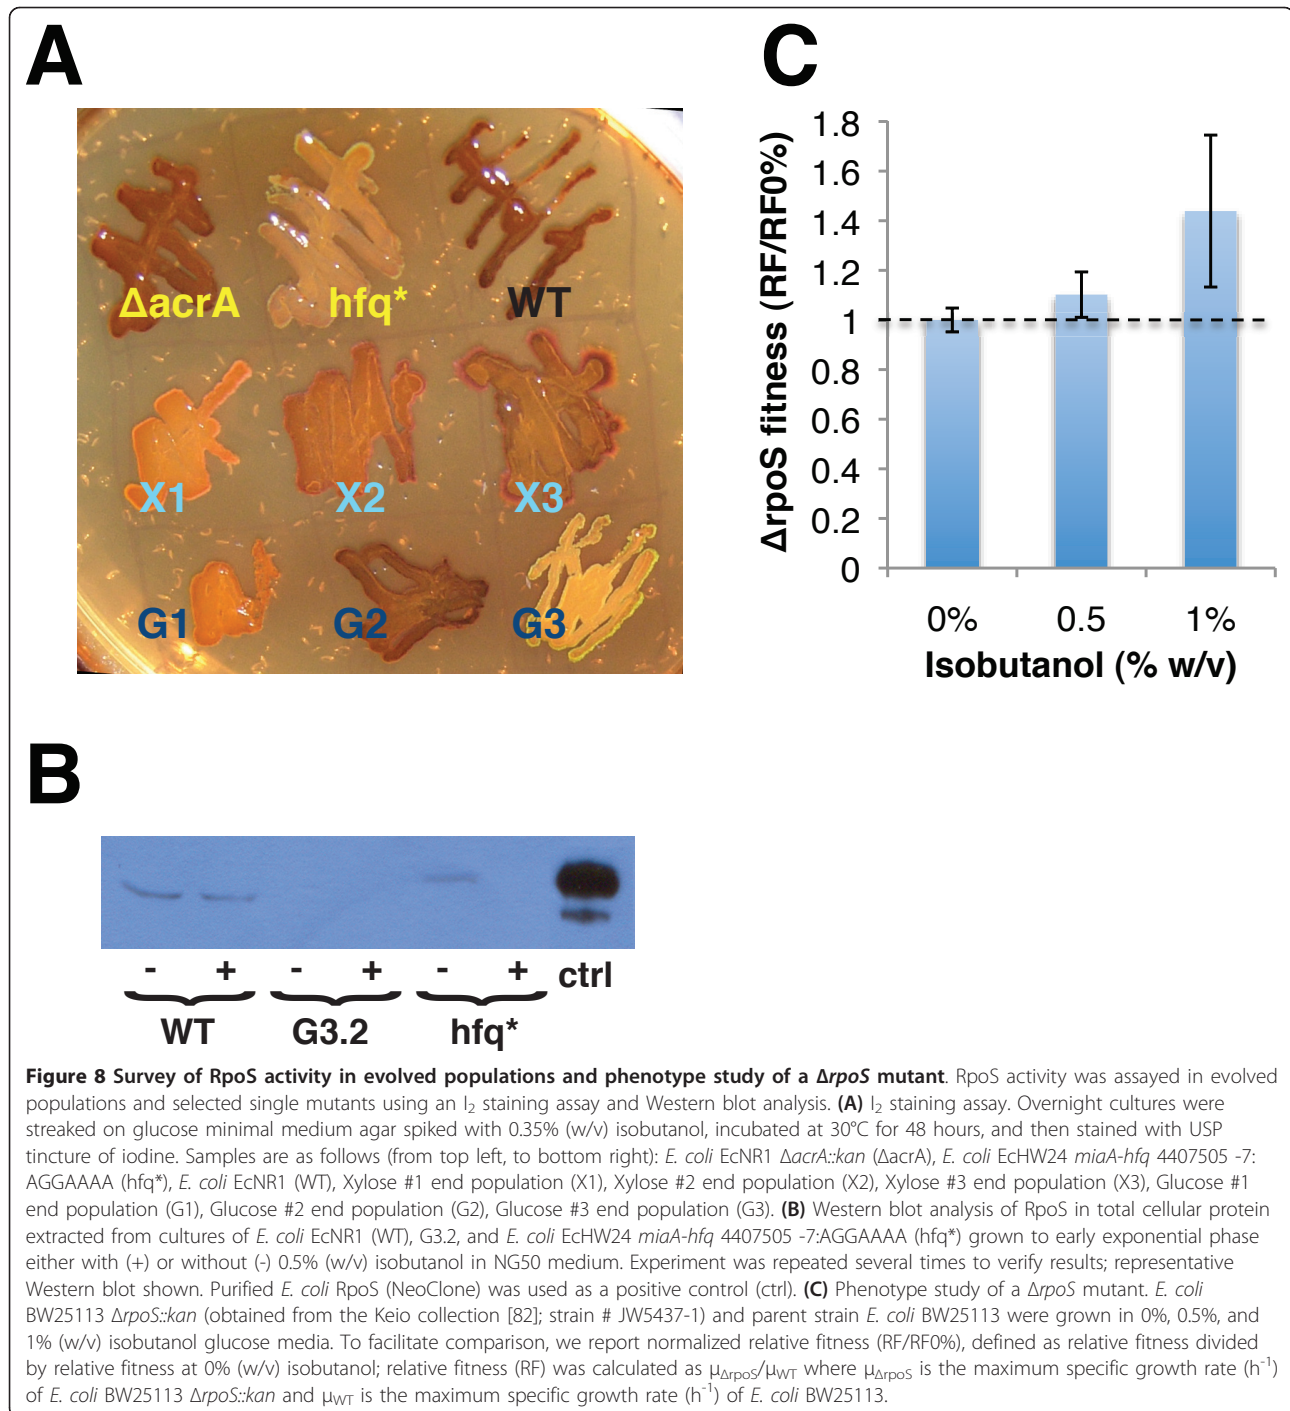 A
ΔacrA
hfq*
WT
X1
X2
X3
G1
G2
G3
C
ΔrpoS fitness (RF/RF0%)
1.8
1.6
1.4
1.2
1
0.8
0.6
0.4
0.2
0
0%
0.5
1%
Isobutanol (% w/v)
B
- + - + - + ctrl
WT G3.2 hfq*
Figure 8 Survey of RpoS activity in evolved populations and phenotype study of a ΔrpoS mutant. RpoS activity was assayed in evolved
populations and selected single mutants using an I₂ staining assay and Western blot analysis. (A) I₂ staining assay. Overnight cultures were
streaked on glucose minimal medium agar spiked with 0.35% (w/v) isobutanol, incubated at 30°C for 48 hours, and then stained with USP
tincture of iodine. Samples are as follows (from top left, to bottom right): E. coli EcNR1 ΔacrA::kan (ΔacrA), E. coli EcHW24 miaA-hfq 4407505 -7:
AGGAAAA (hfq*), E. coli EcNR1 (WT), Xylose #1 end population (X1), Xylose #2 end population (X2), Xylose #3 end population (X3), Glucose #1
end population (G1), Glucose #2 end population (G2), Glucose #3 end population (G3). (B) Western blot analysis of RpoS in total cellular protein
extracted from cultures of E. coli EcNR1 (WT), G3.2, and E. coli EcHW24 miaA-hfq 4407505 -7:AGGAAAA (hfq*) grown to early exponential phase
either with (+) or without (-) 0.5% (w/v) isobutanol in NG50 medium. Experiment was repeated several times to verify results; representative
Western blot shown. Purified E. coli RpoS (NeoClone) was used as a positive control (ctrl). (C) Phenotype study of a ΔrpoS mutant. E. coli
BW25113 ΔrpoS::kan (obtained from the Keio collection [82]; strain # JW5437-1) and parent strain E. coli BW25113 were grown in 0%, 0.5%, and
1% (w/v) isobutanol glucose media. To facilitate comparison, we report normalized relative fitness (RF/RF0%), defined as relative fitness divided
by relative fitness at 0% (w/v) isobutanol; relative fitness (RF) was calculated as μΔrpoS/μWT where μΔrpoS is the maximum specific growth rate (h⁻¹)
of E. coli BW25113 ΔrpoS::kan and μWT is the maximum specific growth rate (h⁻¹) of E. coli BW25113.